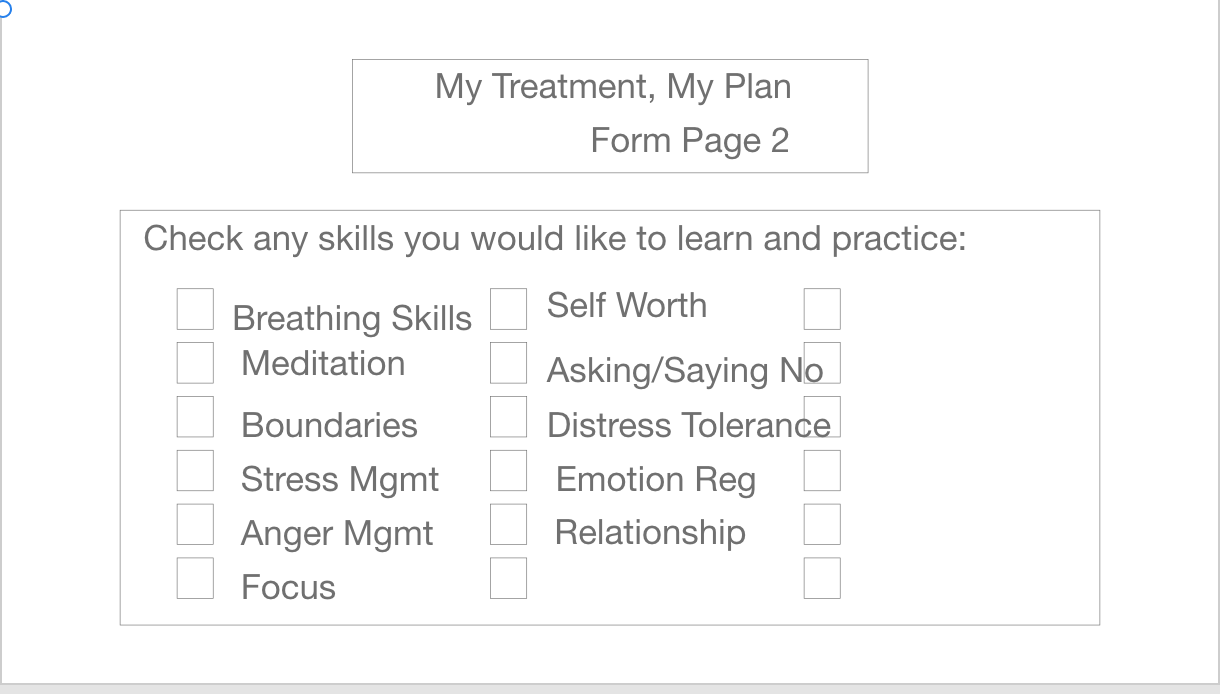 My Treatment, My Plan
Form Page 2
Check any skills you would like to learn and practice:
Breathing Skills
Meditation
Boundaries
Stress Mgmt
Anger Mgmt
Focus
Self Worth
Asking/Saying No
Distress Tolerance
Emotion Reg
Relationship